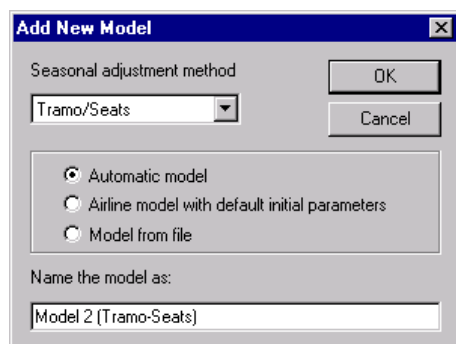 Add New Model
Seasonal adjustment method
OK
Tramo/Seats
Cancel
Automatic model
Airline model with default initial parameters
Model from file
Name the model as:
Model 2 (Tramo-Seats)